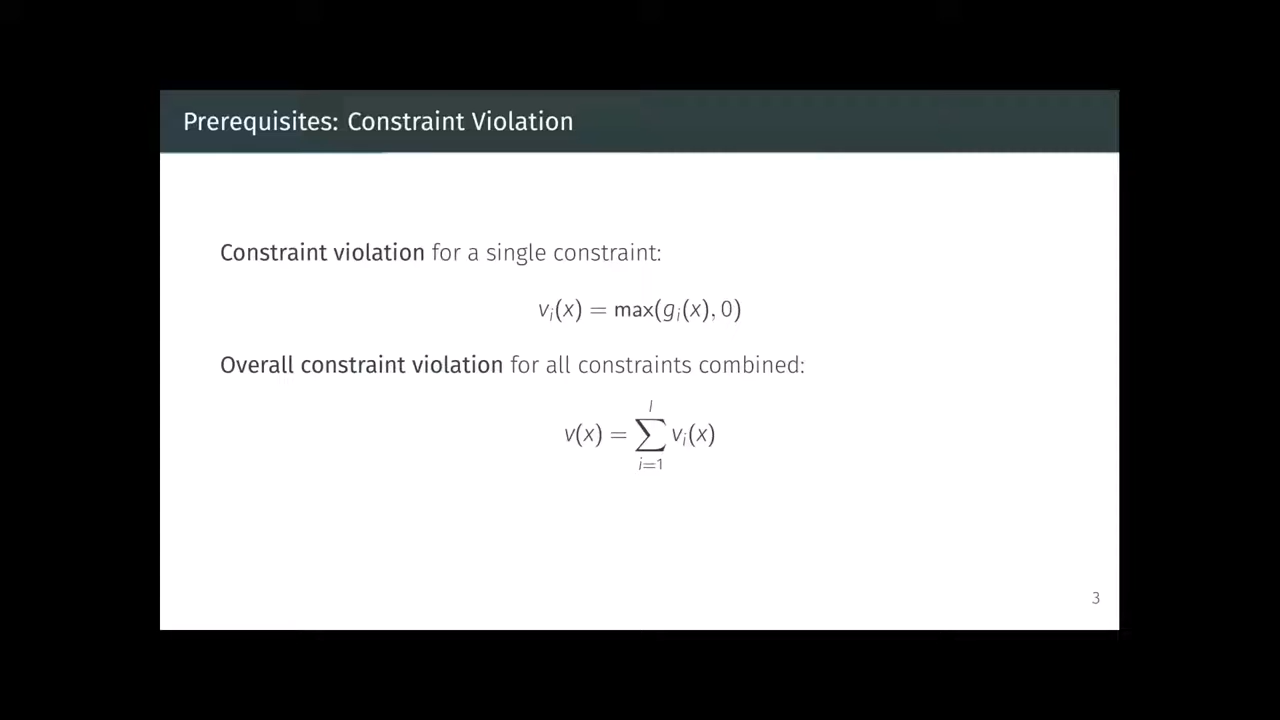 Prerequisites: Constraint Violation
Constraint violation for a single constraint:
vᵢ(x) = max(gᵢ(x), 0)
Overall constraint violation for all constraints combined:
v(x) = ∑ᵢ₌₁ᴵ vᵢ(x)
3